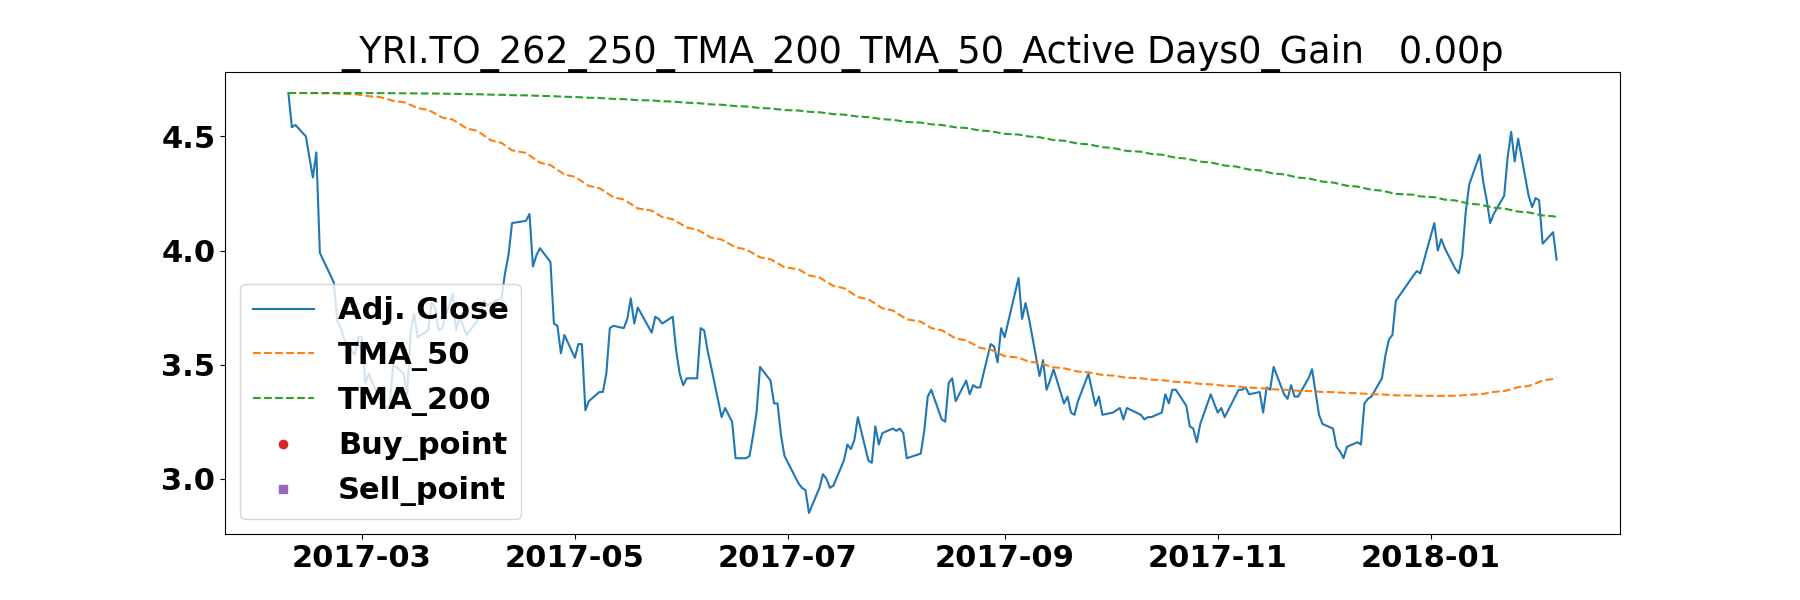 _YRI.TO_262_250_TMA_200_TMA_50_Active Days0_Gain   0.00p
4.5
4.0
3.5
3.0
Adj. Close
TMA_50
TMA_200
Buy_point
Sell_point
2017-03 2017-05 2017-07 2017-09 2017-11 2018-01